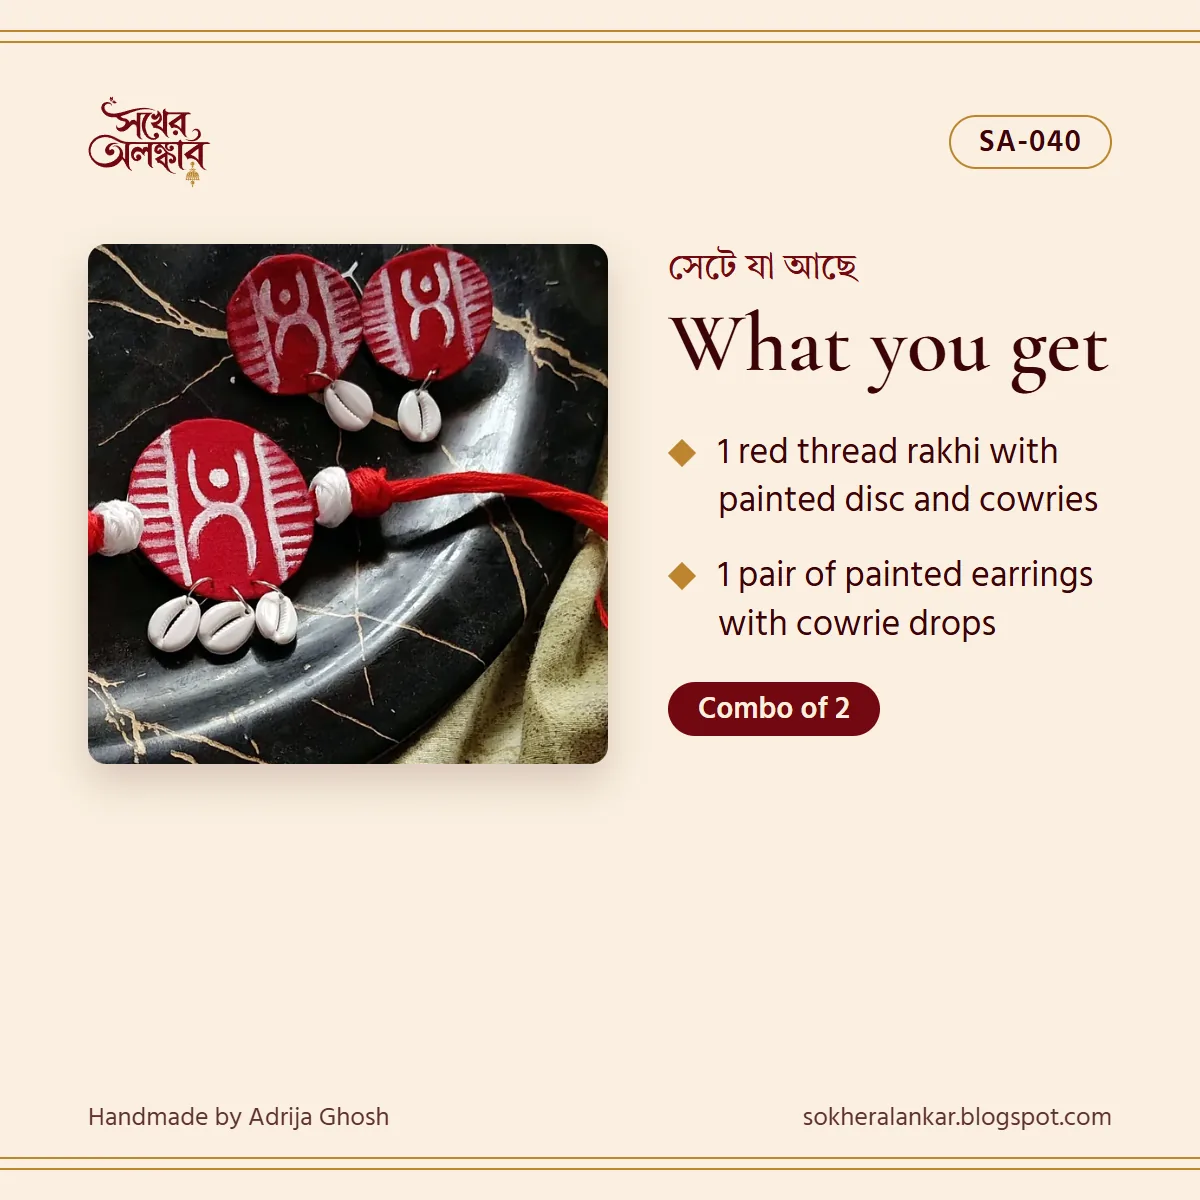 সখের
অলঙ্কার
SA-040
সেটে যা আছে
What you get
1 red thread rakhi with
painted disc and cowries
1 pair of painted earrings
with cowrie drops
Combo of 2
Handmade by Adrija Ghosh
sokheralankar.blogspot.com